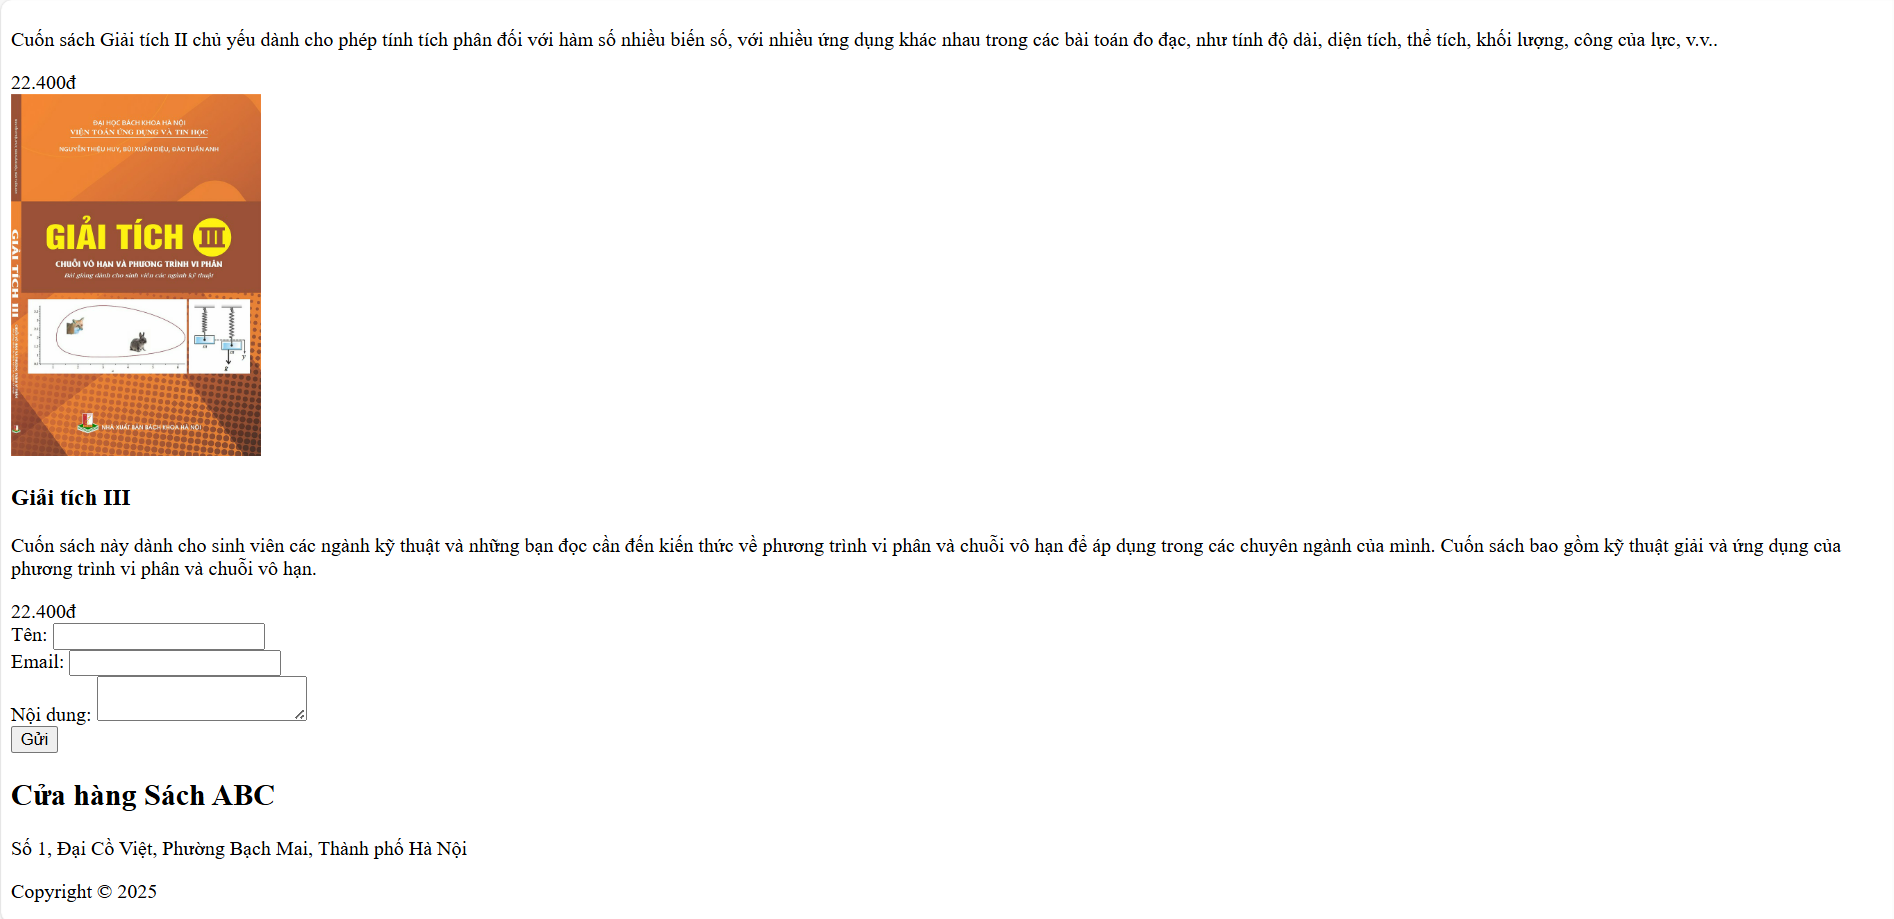 Cuốn sách Giải tích II chủ yếu dành cho phép tính tích phân đối với hàm số nhiều biến số, với nhiều ứng dụng khác nhau trong các bài toán đo đạc, như tính độ dài, diện tích, thể tích, khối lượng, công của lực, v.v..
22.400đ
ĐẠI HỌC BÁCH KHOA HÀ NỘI
VIỆN TOÁN ỨNG DỤNG VÀ TIN HỌC
NGUYỄN THIỆU HUY, BÙI XUÂN DIỆU, ĐÀO TUẤN ANH
GIẢI TÍCH III
GIẢI TÍCH III
CHUỖI VÔ HẠN VÀ PHƯƠNG TRÌNH VI PHÂN
Bài giảng dành cho sinh viên các ngành kỹ thuật
NHÀ XUẤT BẢN BÁCH KHOA HÀ NỘI
Giải tích III
Cuốn sách này dành cho sinh viên các ngành kỹ thuật và những bạn đọc cần đến kiến thức về phương trình vi phân và chuỗi vô hạn để áp dụng trong các chuyên ngành của mình. Cuốn sách bao gồm kỹ thuật giải và ứng dụng của
phương trình vi phân và chuỗi vô hạn.
22.400đ
Tên:
Email:
Nội dung:
Gửi
Cửa hàng Sách ABC
Số 1, Đại Cồ Việt, Phường Bạch Mai, Thành phố Hà Nội
Copyright © 2025